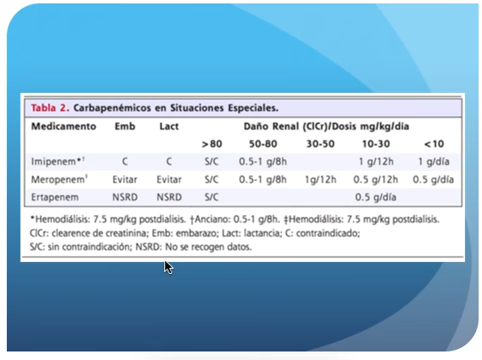 Tabla 2. Carbapenémicos en Situaciones Especiales.
Medicamento Emb Lact Daño Renal (ClCr)/Dosis mg/kg/día
>80 50-80 30-50 10-30 <10
Imipenem*† C C S/C 0.5-1 g/8h 1 g/12h 1 g/día
Meropenem‡ Evitar Evitar S/C 0.5-1 g/8h 1g/12h 0.5 g/12h 0.5 g/día
Ertapenem NSRD NSRD S/C 0.5 g/día
*Hemodiálisis: 7.5 mg/kg postdialisis. †Anciano: 0.5-1 g/8h. ‡Hemodiálisis: 7.5 mg/kg postdialisis.
ClCr: clearence de creatinina; Emb: embarazo; Lact: lactancia; C: contraindicado;
S/C: sin contraindicación; NSRD: No se recogen datos.